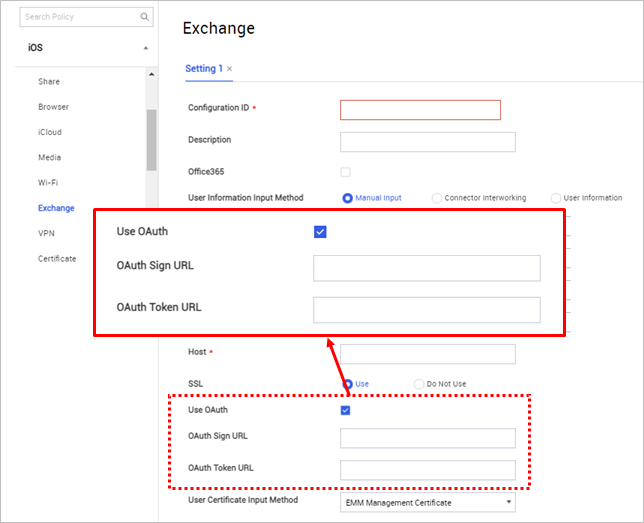 Search Policy
iOS
Share
Browser
iCloud
Media
Wi-Fi
Exchange
VPN
Certificate
Exchange
Setting 1 ×
Configuration ID *
Description
Office365
User Information Input Method
Manual Input
Connector Interworking
User Information
Use OAuth
OAuth Sign URL
OAuth Token URL
Host *
SSL
Use
Do Not Use
Use OAuth
OAuth Sign URL
OAuth Token URL
User Certificate Input Method
EMM Management Certificate